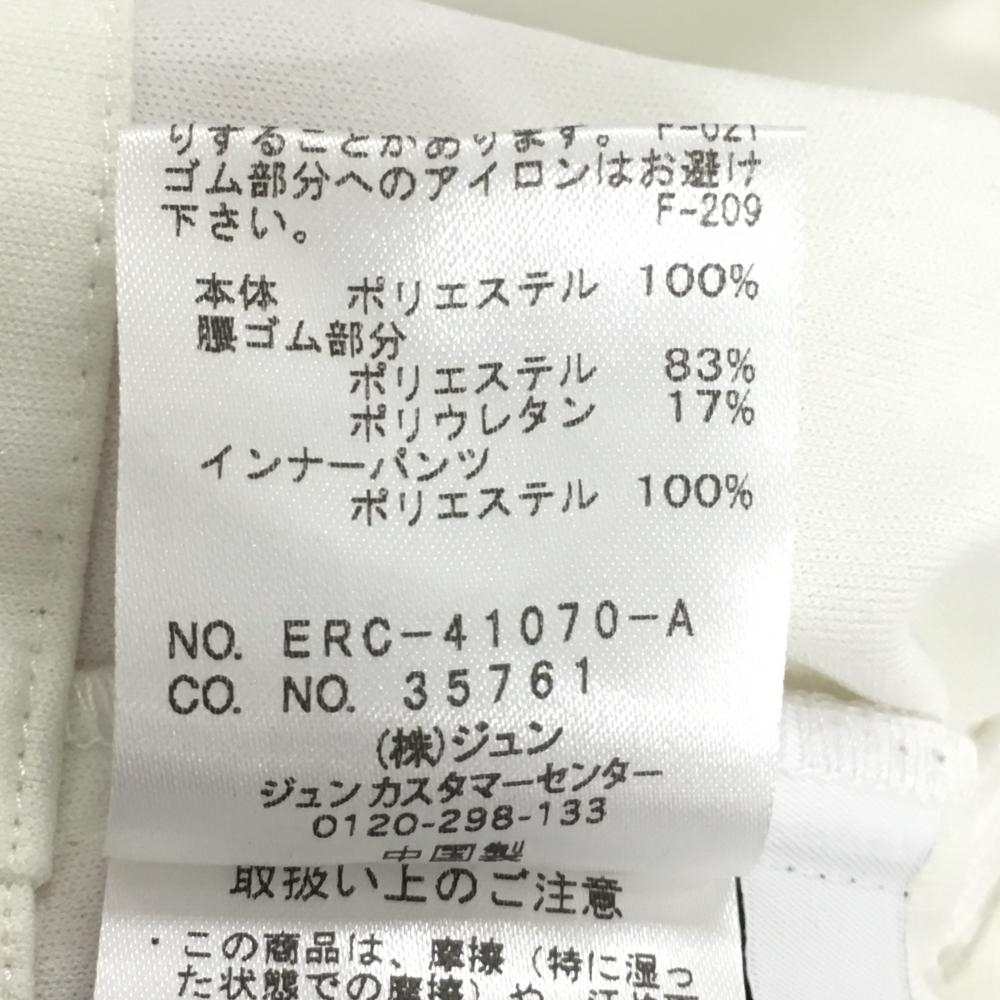 りすることがあります。 F-021
ゴム部分へのアイロンはお避け
下さい。 F-209
本体 ポリエステル 100%
腰ゴム部分
ポリエステル 83%
ポリウレタン 17%
インナーパンツ
ポリエステル 100%
NO. ERC-41070-A
CO. NO. 35761
(株)ジュン
ジュン カスタマーセンター
0120-298-133
中国製
取扱い上のご注意
・この商品は、摩擦（特に湿っ
た状態での摩擦）や、